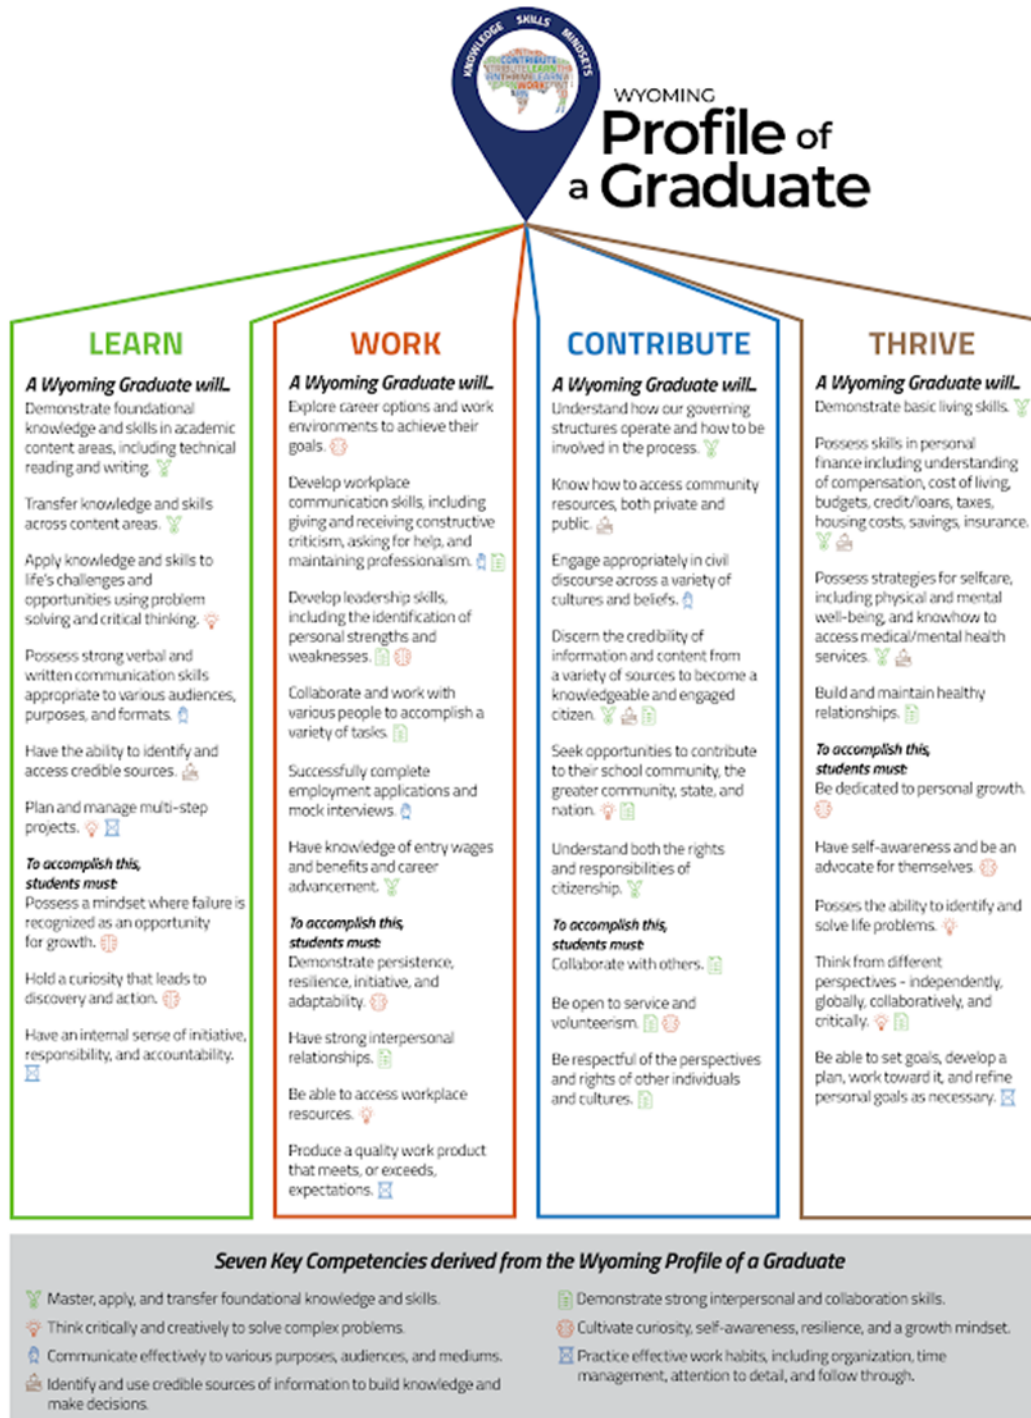 KNOWLEDGE SKILLS MINDSETS
CONTRIBUTE
WORK
WYOMING
Profile of
a Graduate
LEARN
A Wyoming Graduate will...
Demonstrate foundational
knowledge and skills in academic
content areas, including technical
reading and writing.
Transfer knowledge and skills
across content areas.
Apply knowledge and skills to
life's challenges and
opportunities using problem
solving and critical thinking.
Possess strong verbal and
written communication skills
appropriate to various audiences,
purposes, and formats.
Have the ability to identify and
access credible sources.
Plan and manage multi-step
projects.
To accomplish this,
students must:
Possess a mindset where failure is
recognized as an opportunity
for growth.
Hold a curiosity that leads to
discovery and action.
Have an internal sense of initiative,
responsibility, and accountability.
WORK
A Wyoming Graduate will...
Explore career options and work
environments to achieve their
goals.
Develop workplace
communication skills, including
giving and receiving constructive
criticism, asking for help, and
maintaining professionalism.
Develop leadership skills,
including the identification of
personal strengths and
weaknesses.
Collaborate and work with
various people to accomplish a
variety of tasks.
Successfully complete
employment applications and
mock interviews.
Have knowledge of entry wages
and benefits and career
advancement.
To accomplish this,
students must:
Demonstrate persistence,
resilience, initiative, and
adaptability.
Have strong interpersonal
relationships.
Be able to access workplace
resources.
Produce a quality work product
that meets, or exceeds,
expectations.
CONTRIBUTE
A Wyoming Graduate will...
Understand how our governing
structures operate and how to be
involved in the process.
Know how to access community
resources, both private and
public.
Engage appropriately in civil
discourse across a variety of
cultures and beliefs.
Discern the credibility of
information and content from
a variety of sources to become a
knowledgeable and engaged
citizen.
Seek opportunities to contribute
to their school community, the
greater community, state, and
nation.
Understand both the rights
and responsibilities of
citizenship.
To accomplish this,
students must:
Collaborate with others.
Be open to service and
volunteerism.
Be respectful of the perspectives
and rights of other individuals
and cultures.
THRIVE
A Wyoming Graduate will...
Demonstrate basic living skills.
Possess skills in personal
finance including understanding
of compensation, cost of living,
budgets, credit/loans, taxes,
housing costs, savings, insurance.
Possess strategies for selfcare,
including physical and mental
well-being, and knowhow to
access medical/mental health
services.
Build and maintain healthy
relationships.
To accomplish this,
students must:
Be dedicated to personal growth.
Have self-awareness and be an
advocate for themselves.
Posses the ability to identify and
solve life problems.
Think from different
perspectives - independently,
globally, collaboratively, and
critically.
Be able to set goals, develop a
plan, work toward it, and refine
personal goals as necessary.
Seven Key Competencies derived from the Wyoming Profile of a Graduate
Master, apply, and transfer foundational knowledge and skills.
Think critically and creatively to solve complex problems.
Communicate effectively to various purposes, audiences, and mediums.
Identify and use credible sources of information to build knowledge and
make decisions.
Demonstrate strong interpersonal and collaboration skills.
Cultivate curiosity, self-awareness, resilience, and a growth mindset.
Practice effective work habits, including organization, time
management, attention to detail, and follow through.